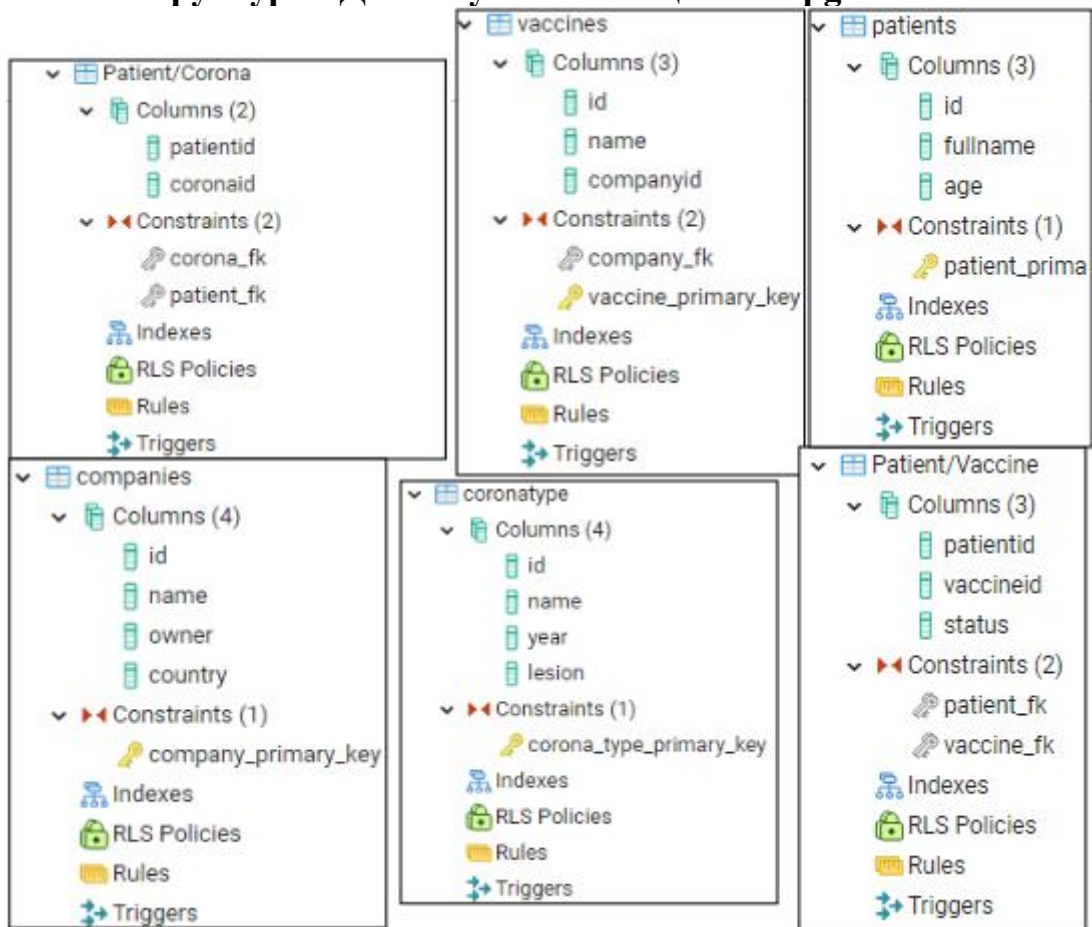 Patient/Corona
Columns (2)
patientid
coronaid
Constraints (2)
corona_fk
patient_fk
Indexes
RLS Policies
Rules
Triggers
vaccines
Columns (3)
id
name
companyid
Constraints (2)
company_fk
vaccine_primary_key
Indexes
RLS Policies
Rules
Triggers
patients
Columns (3)
id
fullname
age
Constraints (1)
patient_prima
Indexes
RLS Policies
Rules
Triggers
companies
Columns (4)
id
name
owner
country
Constraints (1)
company_primary_key
Indexes
RLS Policies
Rules
Triggers
coronatype
Columns (4)
id
name
year
lesion
Constraints (1)
corona_type_primary_key
Indexes
RLS Policies
Rules
Triggers
Patient/Vaccine
Columns (3)
patientid
vaccineid
status
Constraints (2)
patient_fk
vaccine_fk
Indexes
RLS Policies
Rules
Triggers